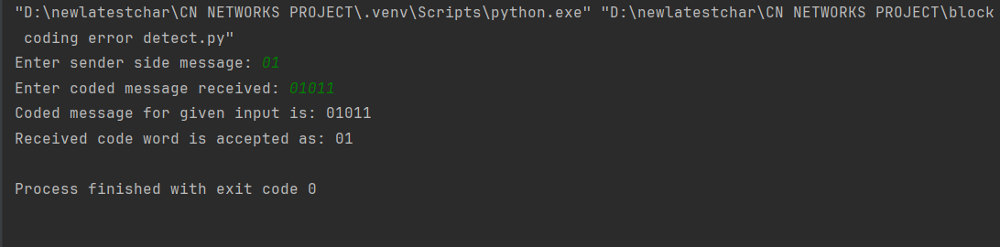 "D:\newlatestchar\CN NETWORKS PROJECT\.venv\Scripts\python.exe" "D:\newlatestchar\CN NETWORKS PROJECT\block
coding error detect.py"
Enter sender side message: 01
Enter coded message received: 01011
Coded message for given input is: 01011
Received code word is accepted as: 01
Process finished with exit code 0